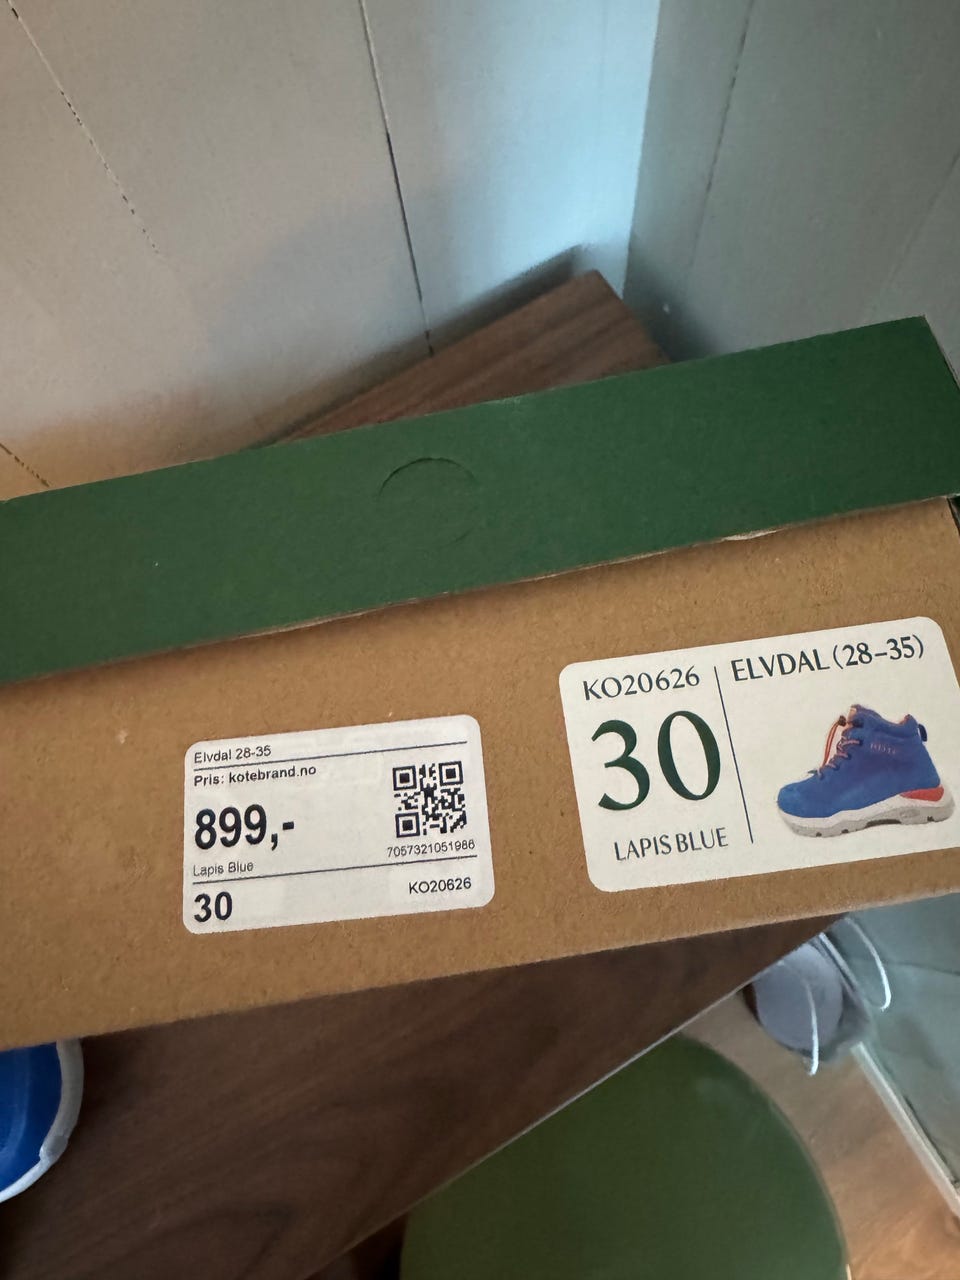 Elvdal 28-35
Pris: kotebrand.no
899,-
7057321051986
Lapis Blue
30
KO20626
KO20626
30
LAPIS BLUE
ELVDAL (28–35)